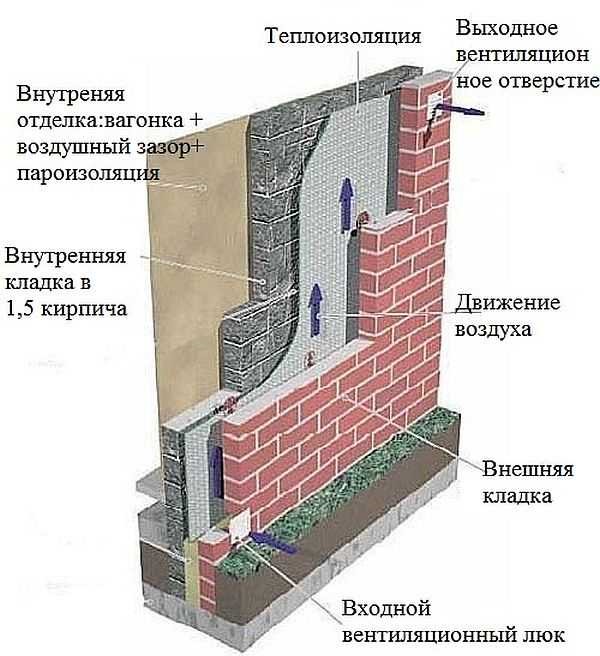 Теплоизоляция
Выходное
вентиляцион
ное отверстие
Внутреняя
отделка:вагонка +
воздушный зазор+
пароизоляция
Внутренняя
кладка в
1,5 кирпича
Движение
воздуха
Внешняя
кладка
Входной
вентиляционный люк